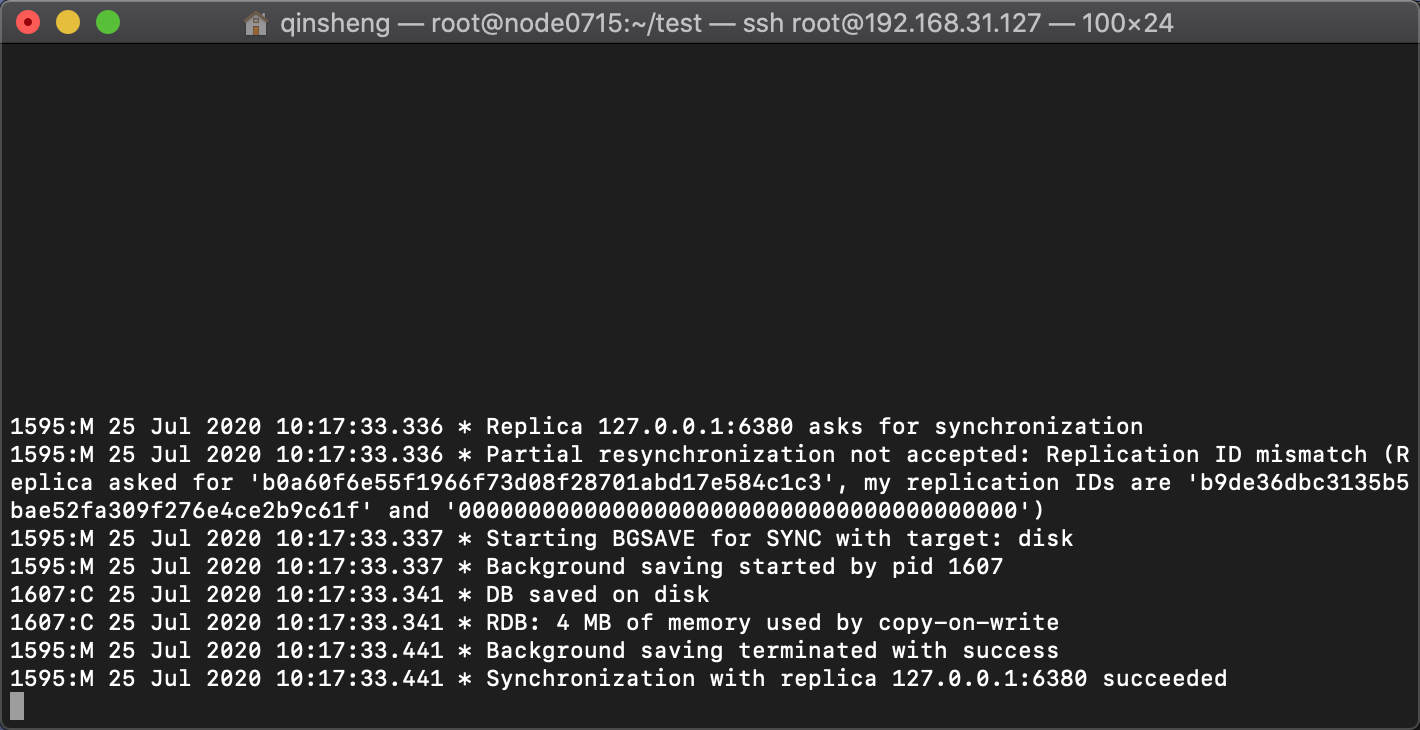 qinsheng — root@node0715:~/test — ssh root@192.168.31.127 — 100×24
1595:M 25 Jul 2020 10:17:33.336 * Replica 127.0.0.1:6380 asks for synchronization
1595:M 25 Jul 2020 10:17:33.336 * Partial resynchronization not accepted: Replication ID mismatch (R
eplica asked for 'b0a60f6e55f1966f73d08f28701abd17e584c1c3', my replication IDs are 'b9de36dbc3135b5
bae52fa309f276e4ce2b9c61f' and '0000000000000000000000000000000000000000')
1595:M 25 Jul 2020 10:17:33.337 * Starting BGSAVE for SYNC with target: disk
1595:M 25 Jul 2020 10:17:33.337 * Background saving started by pid 1607
1607:C 25 Jul 2020 10:17:33.341 * DB saved on disk
1607:C 25 Jul 2020 10:17:33.341 * RDB: 4 MB of memory used by copy-on-write
1595:M 25 Jul 2020 10:17:33.441 * Background saving terminated with success
1595:M 25 Jul 2020 10:17:33.441 * Synchronization with replica 127.0.0.1:6380 succeeded